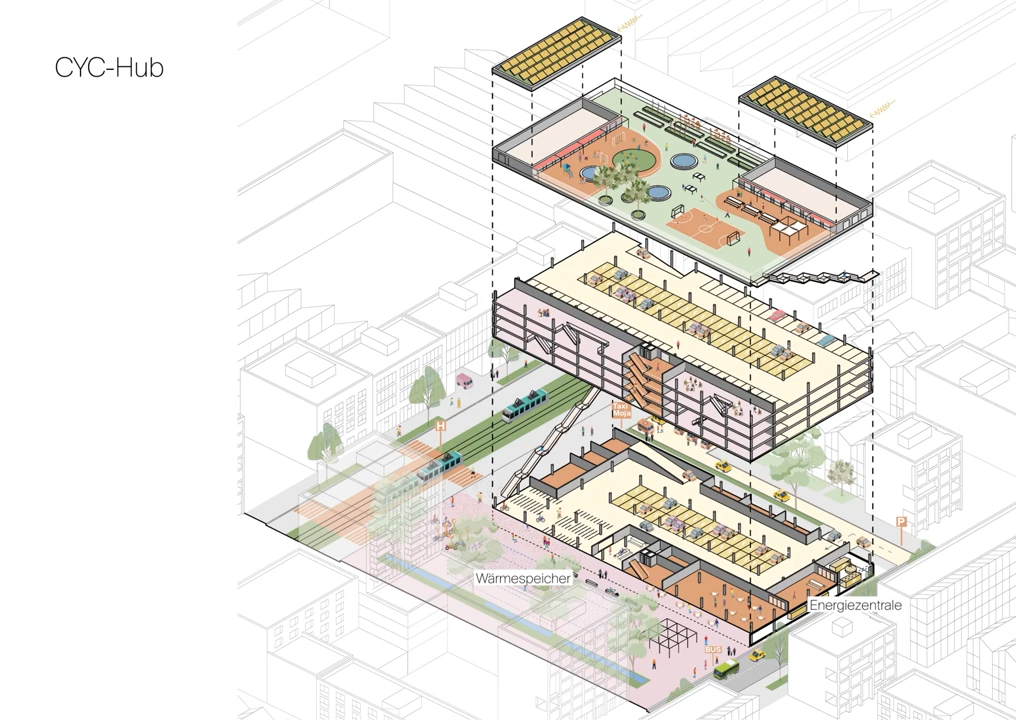 CYC-Hub
Taxi
Moja
H
P
Wärmespeicher
Energiezentrale
BUS